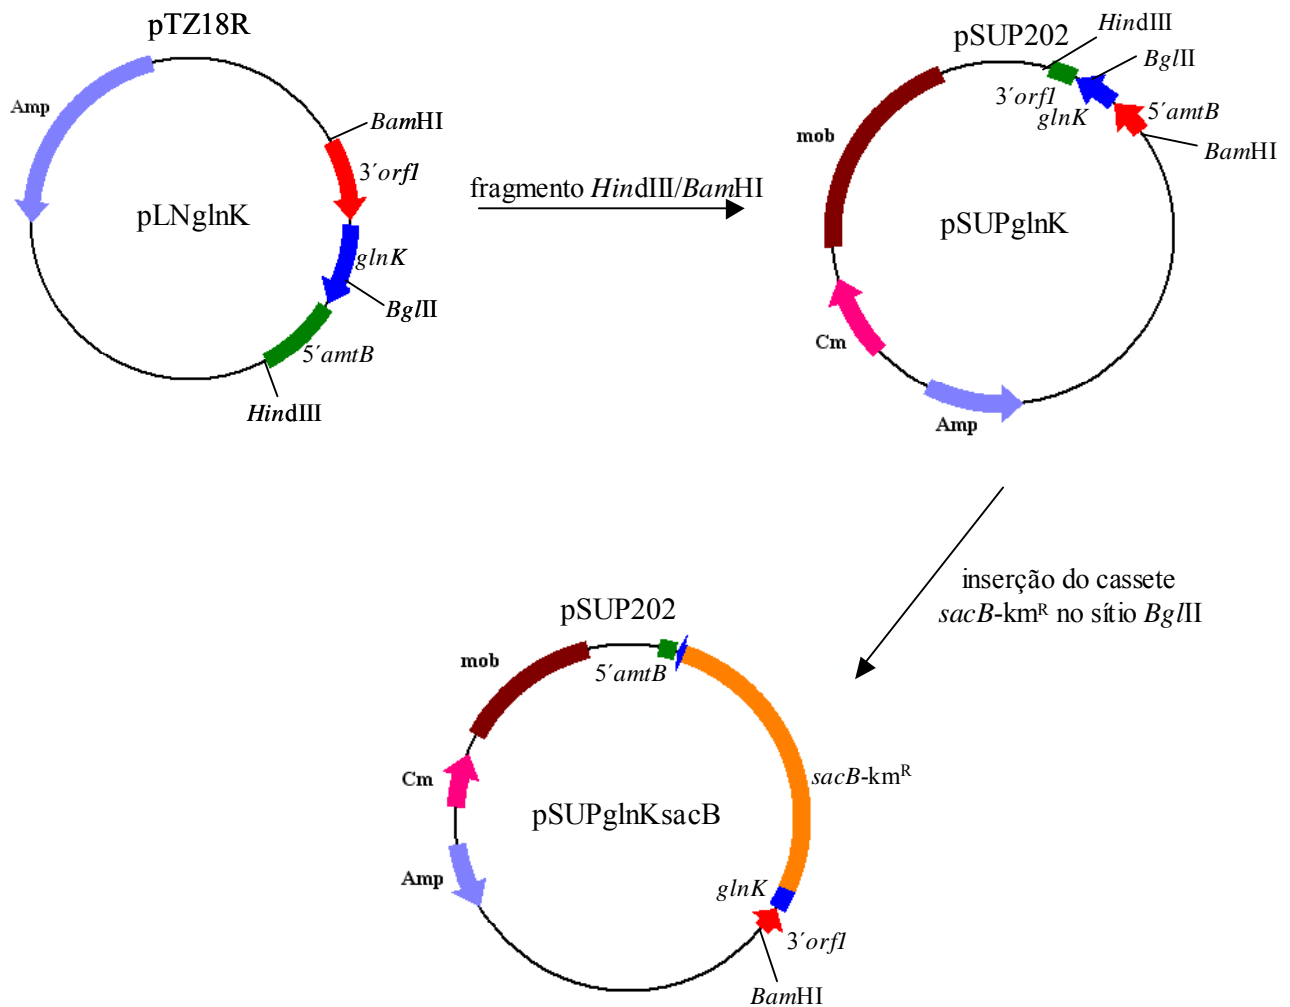 pTZ18R
Amp
BamHI
3´orf1
pLNglnK
glnK
BglII
5´amtB
HindIII
fragmento HindIII/BamHI
pSUP202
HindIII
BglII
3´orf1
glnK
5´amtB
BamHI
mob
pSUPglnK
Cm
Amp
inserção do cassete
sacB-kmᴿ no sítio BglII
pSUP202
mob
5´amtB
Cm
sacB-kmᴿ
pSUPglnKsacB
Amp
glnK
3´orf1
BamHI